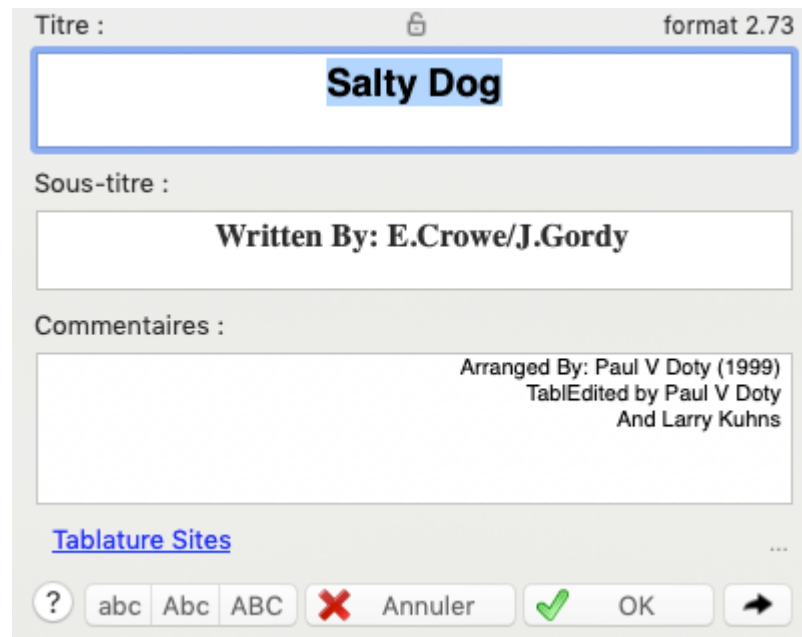 Titre :
format 2.73
Salty Dog
Sous-titre :
Written By: E.Crowe/J.Gordy
Commentaires :
Arranged By: Paul V Doty (1999)
TablEdited by Paul V Doty
And Larry Kuhns
Tablature Sites
...
? abc Abc ABC Annuler OK